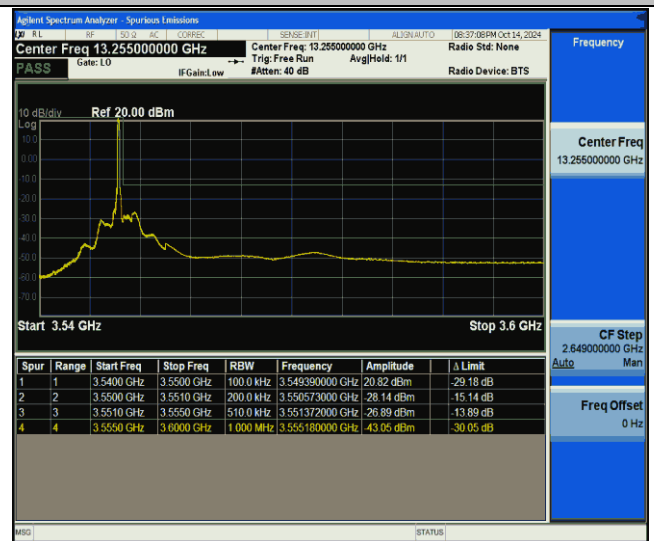 Agilent Spectrum Analyzer - Spurious Emissions
RL RF 50 Ω AC CORREC SENSE:INT ALIGN AUTO 08:37:08 PM Oct 14, 2024
Center Freq 13.255000000 GHz
Center Freq: 13.255000000 GHz
Radio Std: None
Frequency
PASS
Gate: LO
Trig: Free Run Avg|Hold: 1/1
IFGain:Low
#Atten: 40 dB
Radio Device: BTS
10 dB/div Ref 20.00 dBm
Log
10.0
0.00
-10.0
-20.0
-30.0
-40.0
-50.0
-60.0
-70.0
Start 3.54 GHz
Stop 3.6 GHz
Center Freq
13.255000000 GHz
CF Step
2.649000000 GHz
Auto Man
Freq Offset
0 Hz
Spur Range Start Freq Stop Freq RBW Frequency Amplitude Δ Limit
1 1 3.5400 GHz 3.5500 GHz 100.0 kHz 3.549390000 GHz 20.82 dBm -29.18 dB
2 2 3.5500 GHz 3.5510 GHz 200.0 kHz 3.550573000 GHz -28.14 dBm -15.14 dB
3 3 3.5510 GHz 3.5550 GHz 510.0 kHz 3.551372000 GHz -26.89 dBm -13.89 dB
4 4 3.5550 GHz 3.6000 GHz 1.000 MHz 3.555180000 GHz -43.05 dBm -30.05 dB
MSG
STATUS